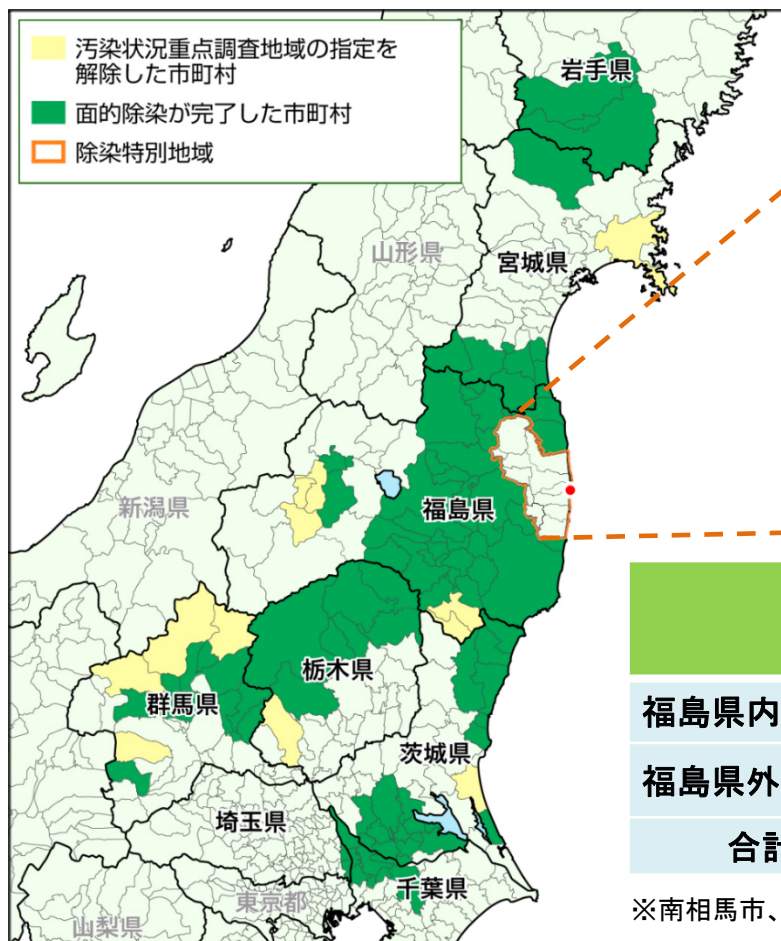 汚染状況重点調査地域の指定を
解除した市町村
面的除染が完了した市町村
除染特別地域
岩手県
山形県
宮城県
新潟県
福島県
栃木県
群馬県
茨城県
埼玉県
千葉県
東京都
山梨県
福島県内
福島県外
合計
※南相馬市、